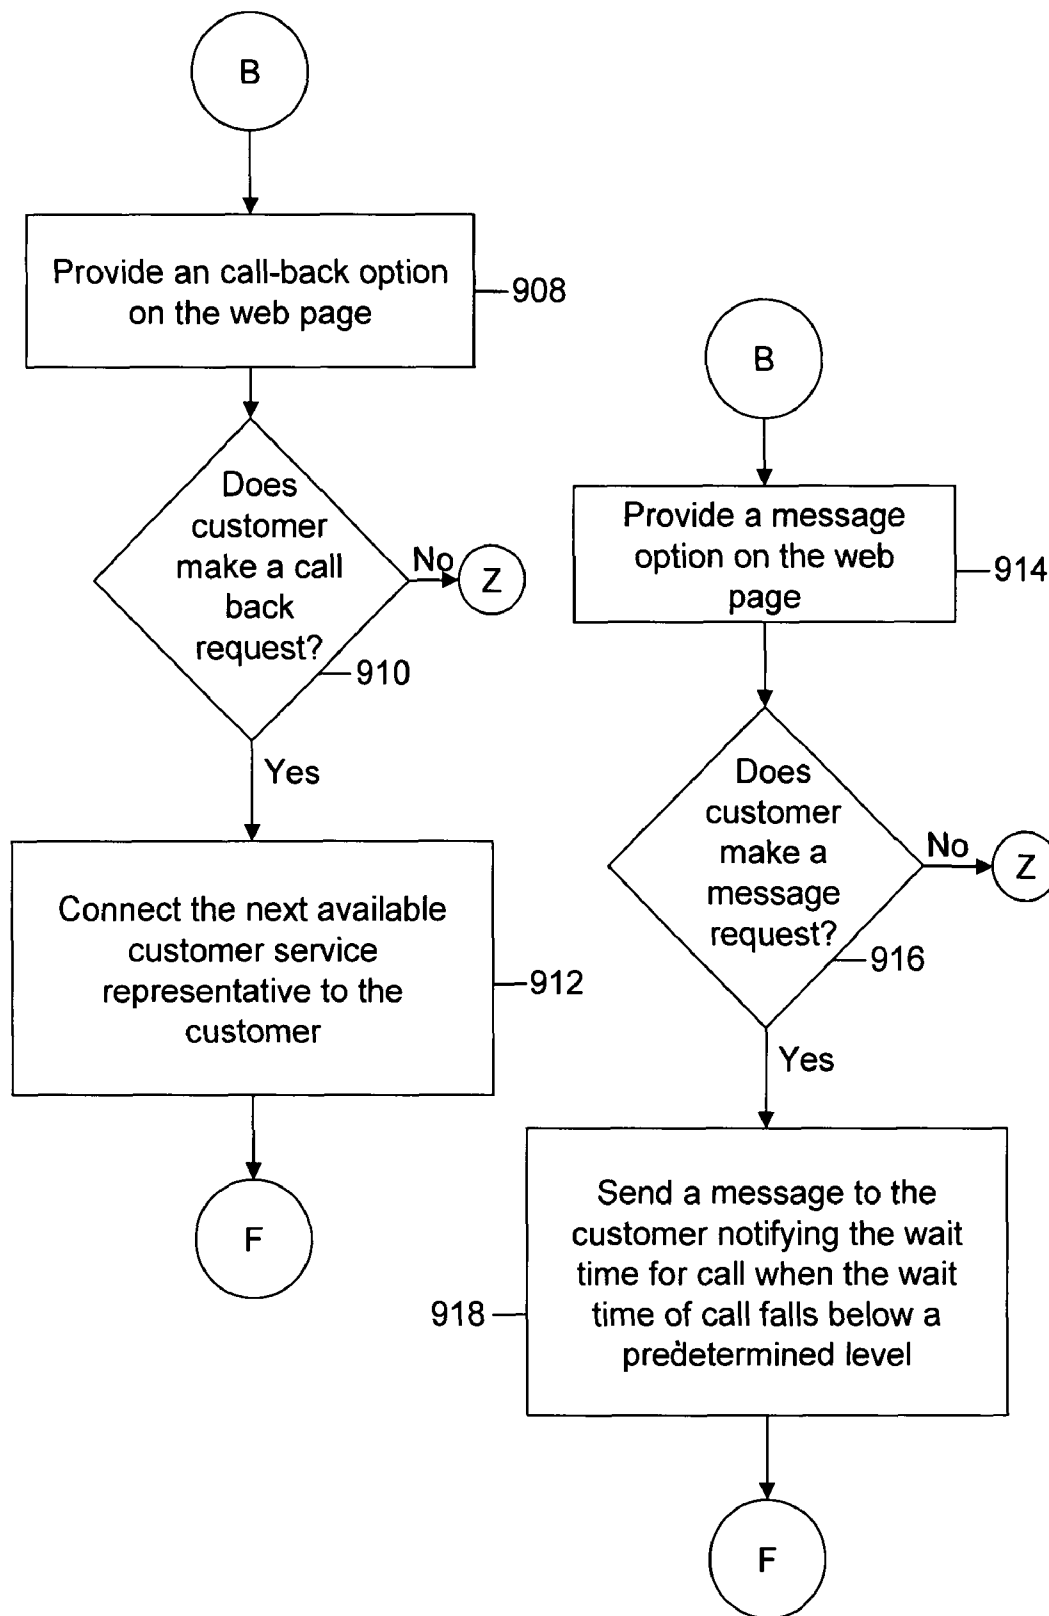 B
Provide an call-back option
on the web page
908
Does
customer
make a call
back
request?
No
Z
910
Yes
Connect the next available
customer service
representative to the
customer
912
F
B
Provide a message
option on the web
page
914
Does
customer
make a
message
request?
No
Z
916
Yes
Send a message to the
customer notifying the wait
time for call when the wait
time of call falls below a
predetermined level
918
F